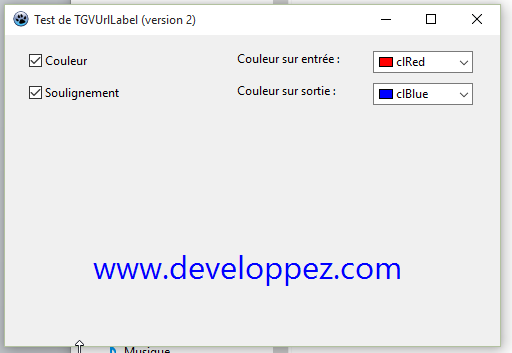 Test de TGVUrlLabel (version 2)
Couleur
Couleur sur entrée :
clRed
Soulignement
Couleur sur sortie :
clBlue
www.developpez.com
Musique